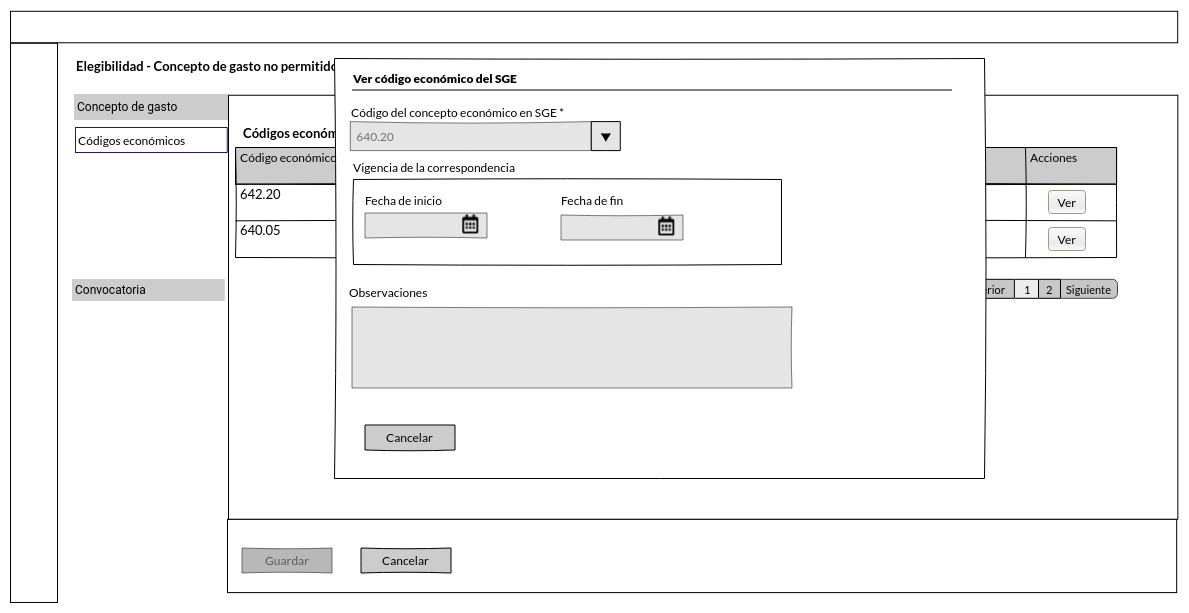 Elegibilidad - Concepto de gasto no permitido
Ver código económico del SGE
Concepto de gasto
Código del concepto económico en SGE *
640.20
Códigos económicos
Códigos económ
Código económico
Acciones
Vigencia de la correspondencia
Fecha de inicio
Fecha de fin
642.20
Ver
640.05
Ver
Convocatoria
Observaciones
erior 1 2 Siguiente
Cancelar
Guardar
Cancelar